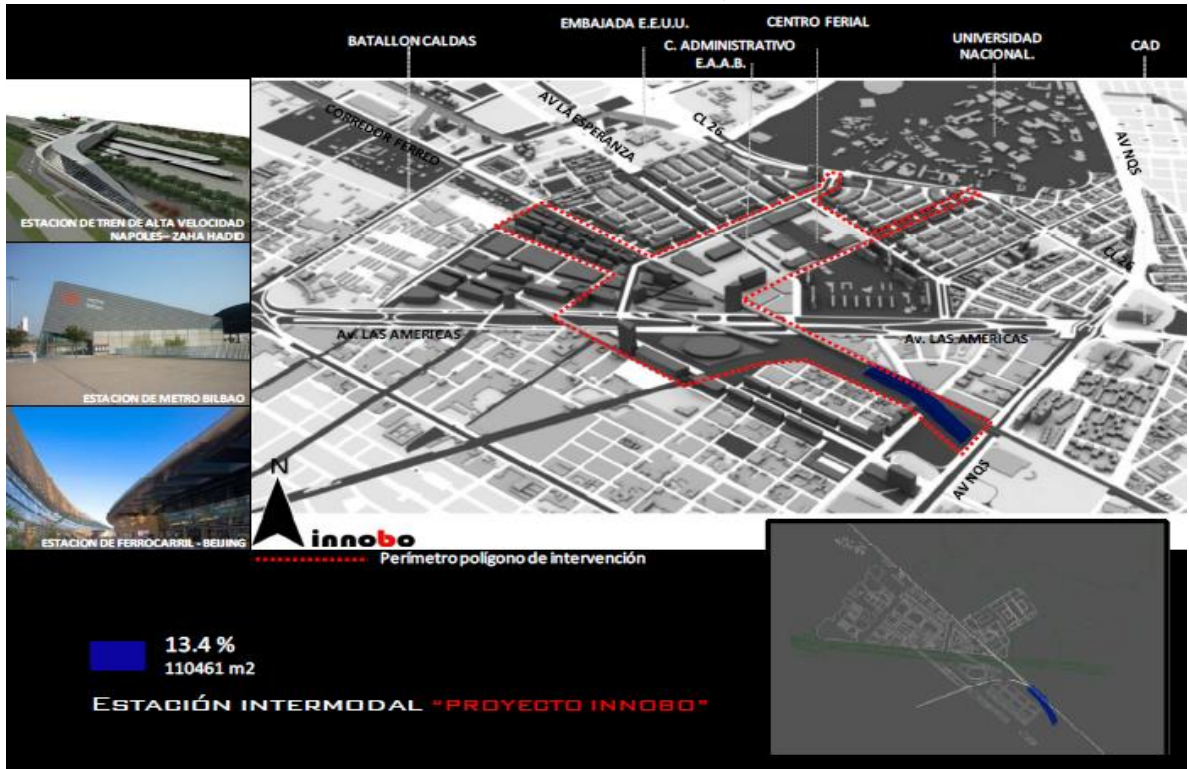 EMBAJADA E.E.U.U.
CENTRO FERIAL
BATALLON CALDAS
C. ADMINISTRATIVO
E.A.A.B.
UNIVERSIDAD
NACIONAL.
CAD
CORREDOR FERREO
AV LA ESPERANZA
CL 26
AV NQS
ESTACION DE TREN DE ALTA VELOCIDAD
NAPOLES– ZAHA HADID
CL 26
Av. LAS AMERICAS
Av. LAS AMERICAS
ESTACION DE METRO BILBAO
AV NQS
N
ESTACION DE FERROCARRIL - BEIJING
innobo
Perímetro polígono de intervención
13.4 %
110461 m2
ESTACIÓN INTERMODAL "PROYECTO INNOBO"